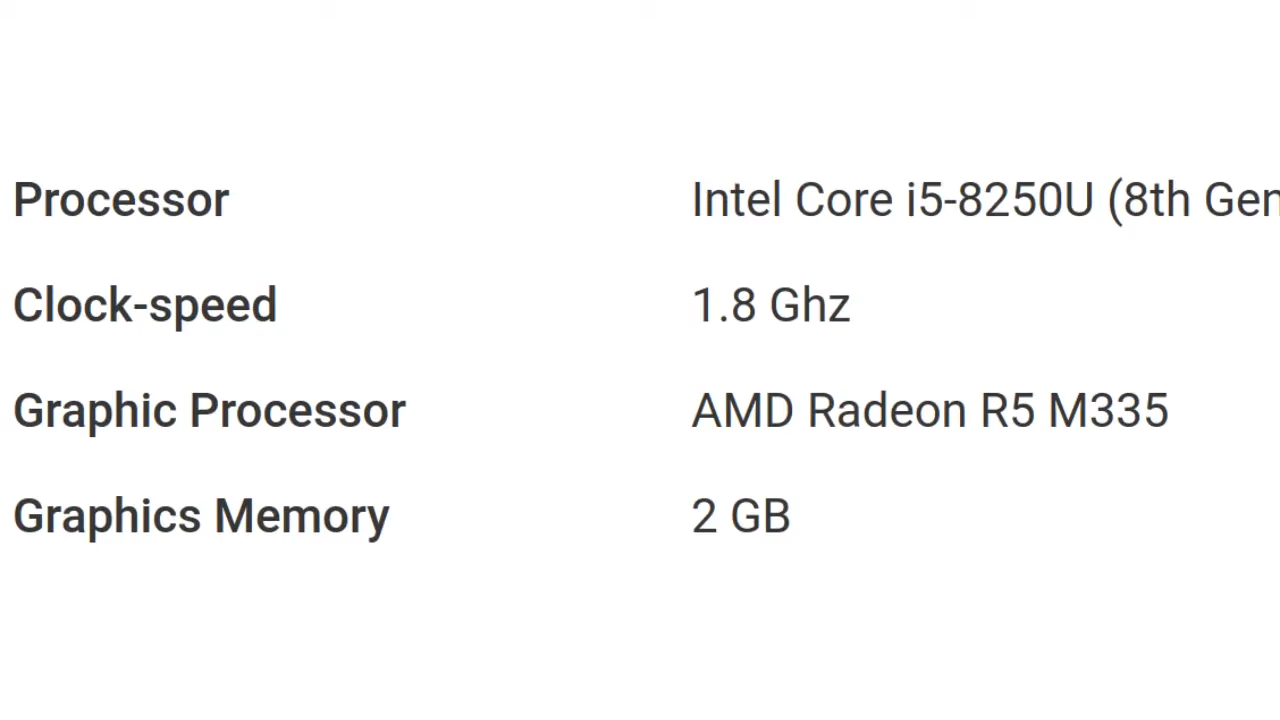 Processor Intel Core i5-8250U (8th Gen
Clock-speed 1.8 Ghz
Graphic Processor AMD Radeon R5 M335
Graphics Memory 2 GB